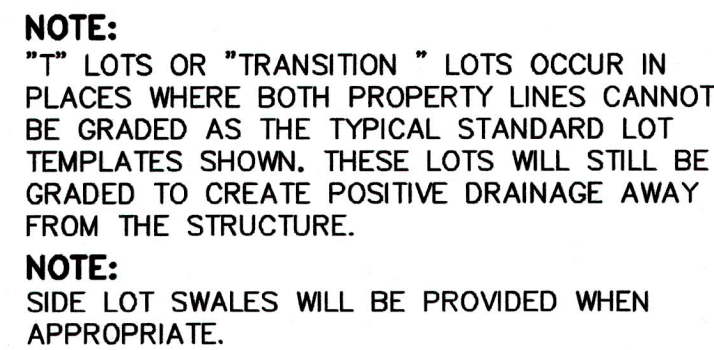 NOTE:
"T" LOTS OR "TRANSITION " LOTS OCCUR IN
PLACES WHERE BOTH PROPERTY LINES CANNOT
BE GRADED AS THE TYPICAL STANDARD LOT
TEMPLATES SHOWN. THESE LOTS WILL STILL BE
GRADED TO CREATE POSITIVE DRAINAGE AWAY
FROM THE STRUCTURE.
NOTE:
SIDE LOT SWALES WILL BE PROVIDED WHEN
APPROPRIATE.